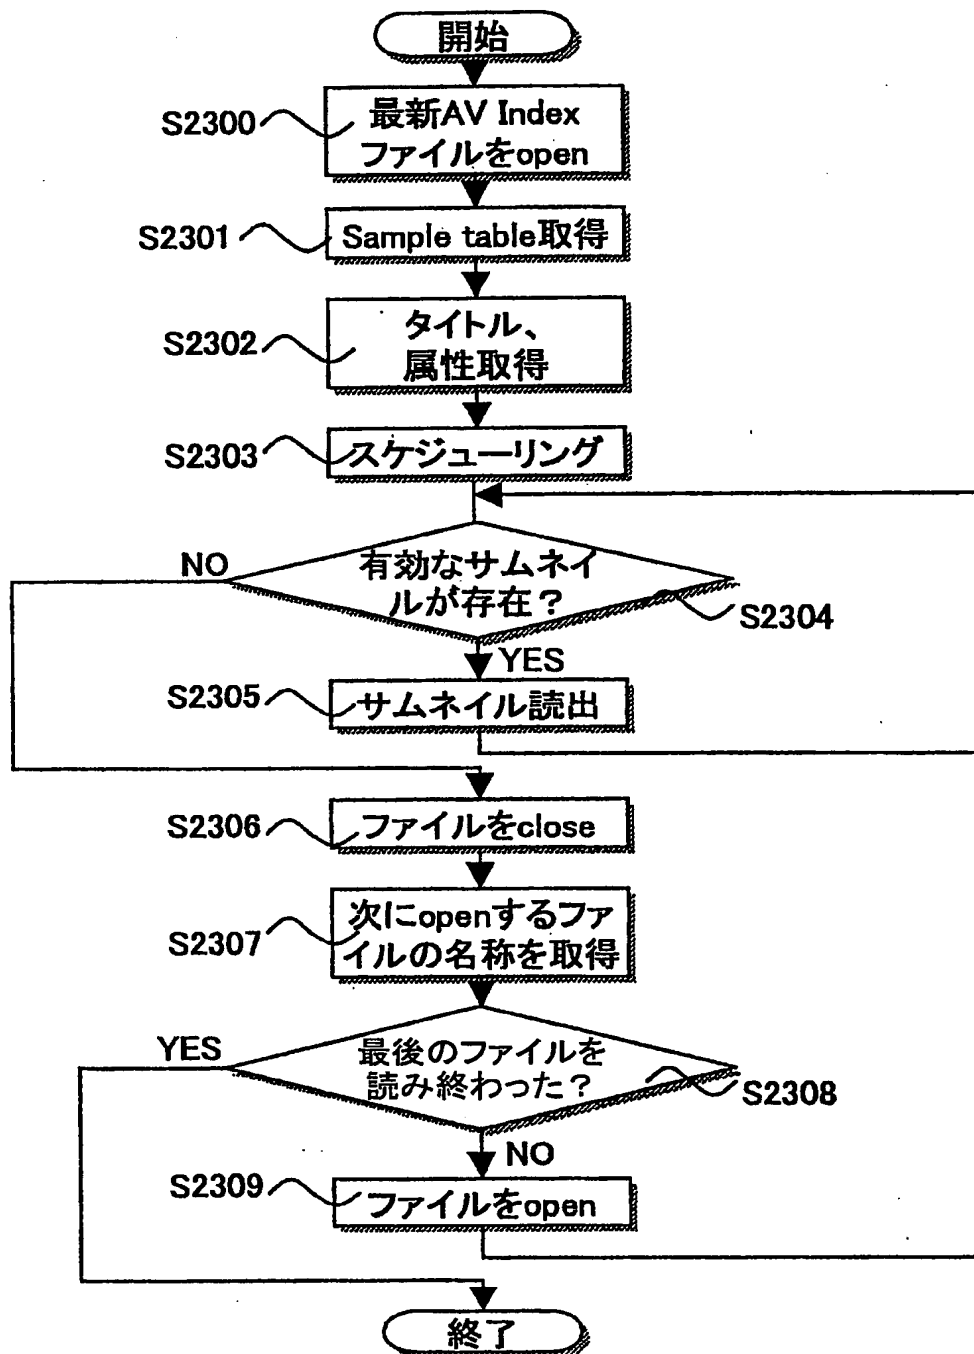 開始
S2300
最新AV Index
ファイルをopen
S2301
Sample table取得
S2302
タイトル、
属性取得
S2303
スケジューリング
NO
有効なサムネイ
ルが存在？
S2304
YES
S2305
サムネイル読出
S2306
ファイルをclose
S2307
次にopenするファ
イルの名称を取得
YES
最後のファイルを
読み終わった？
S2308
NO
S2309
ファイルをopen
終了